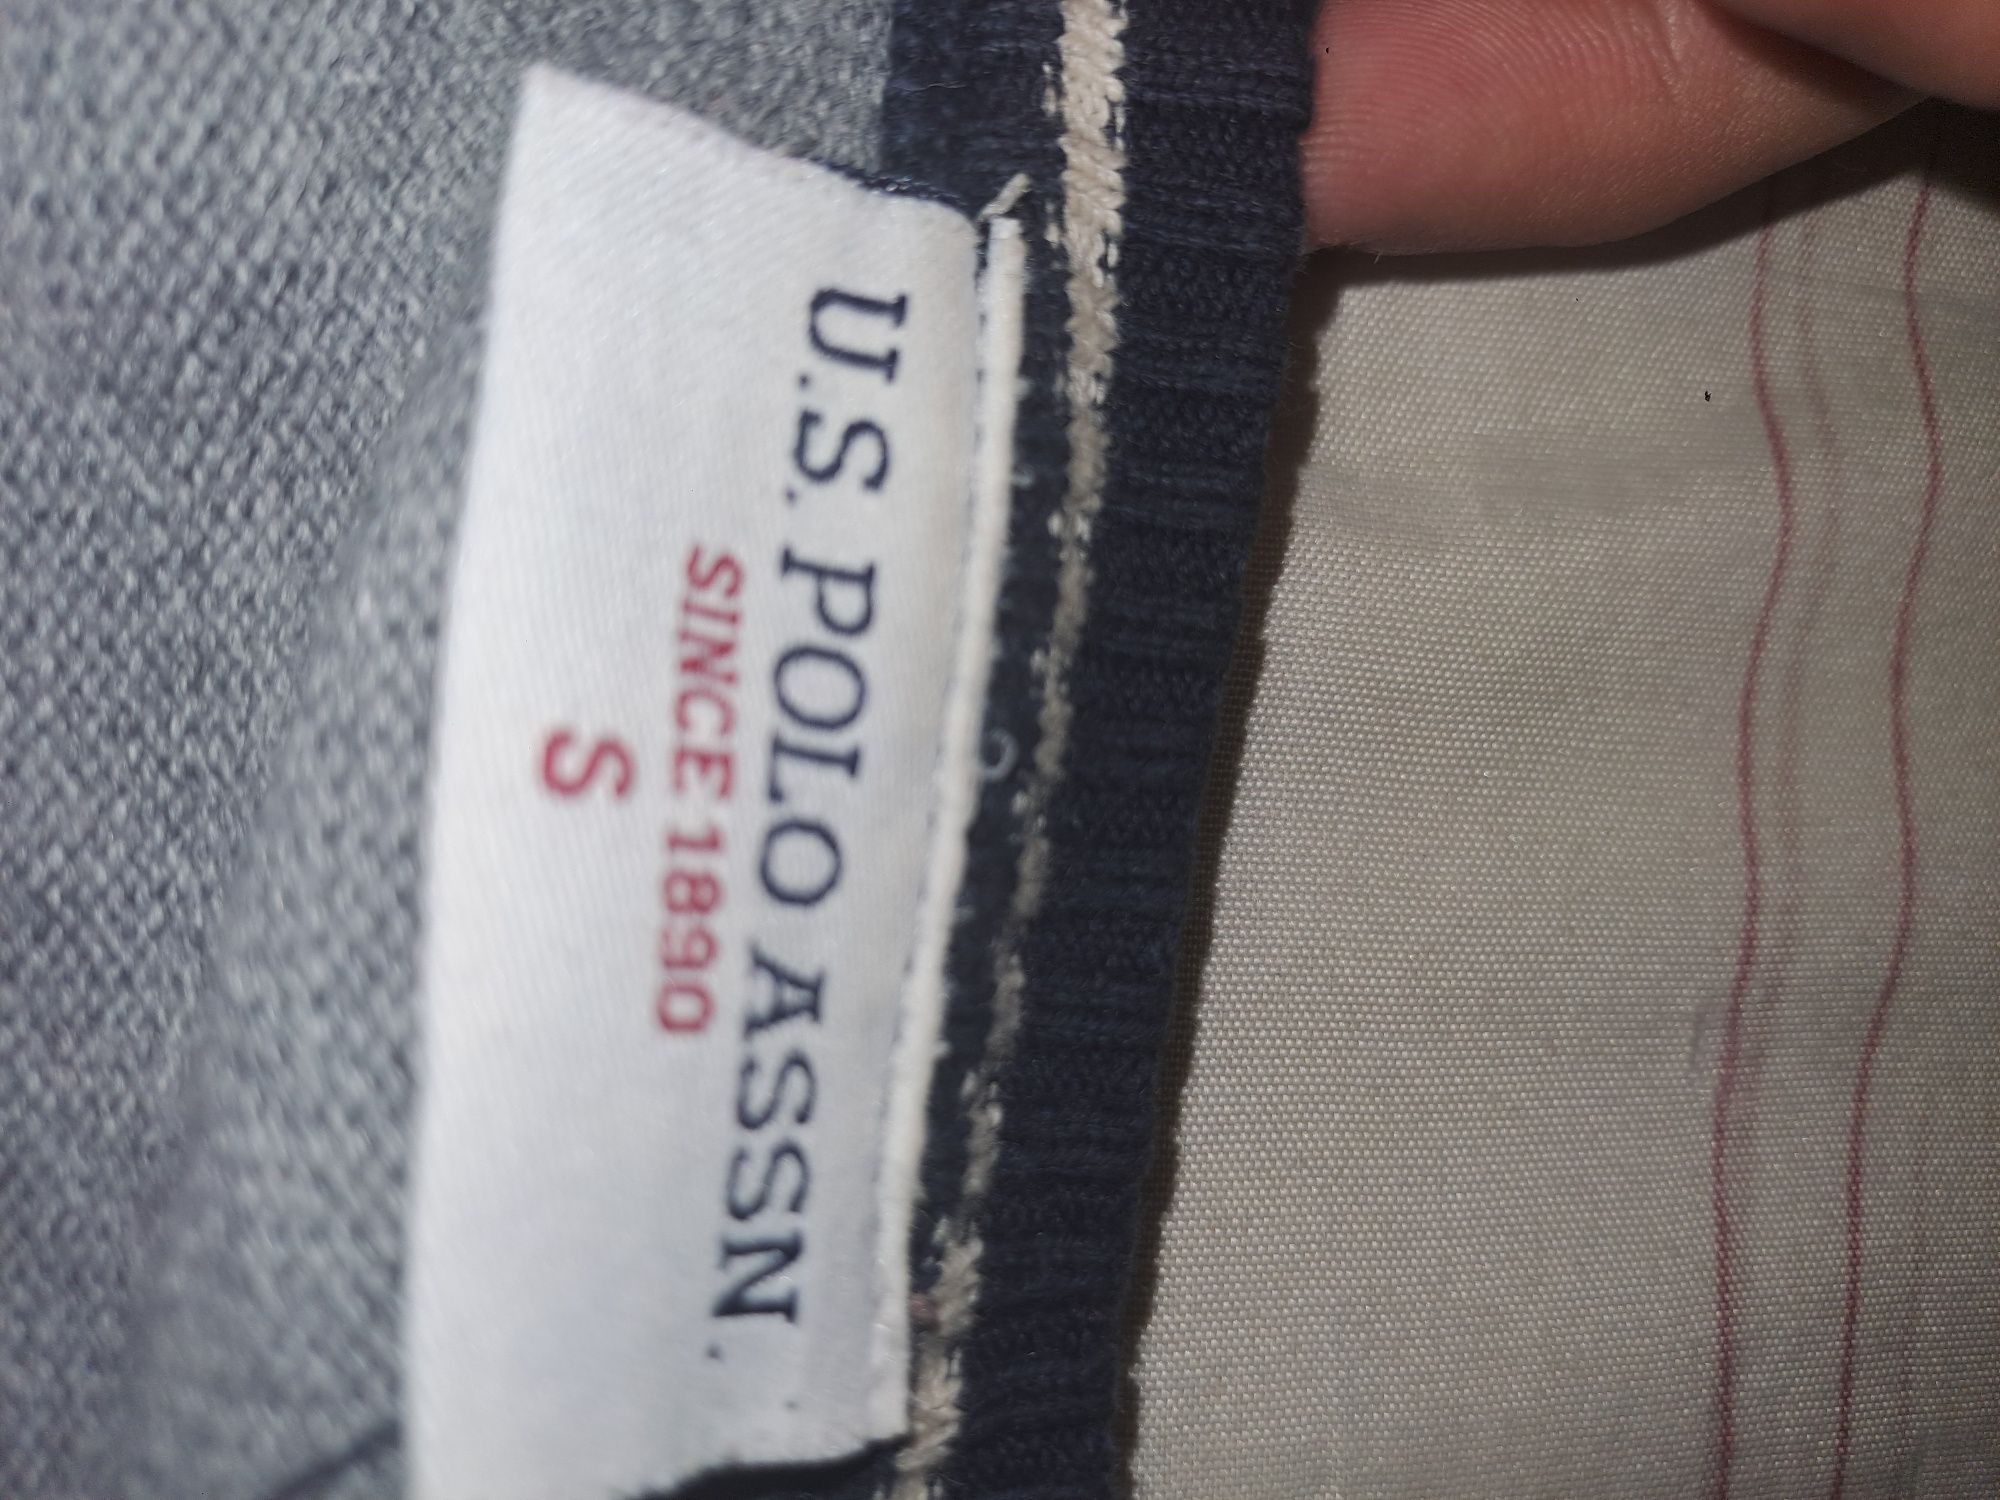 U.S. POLO ASSN.
SINCE 1890
S